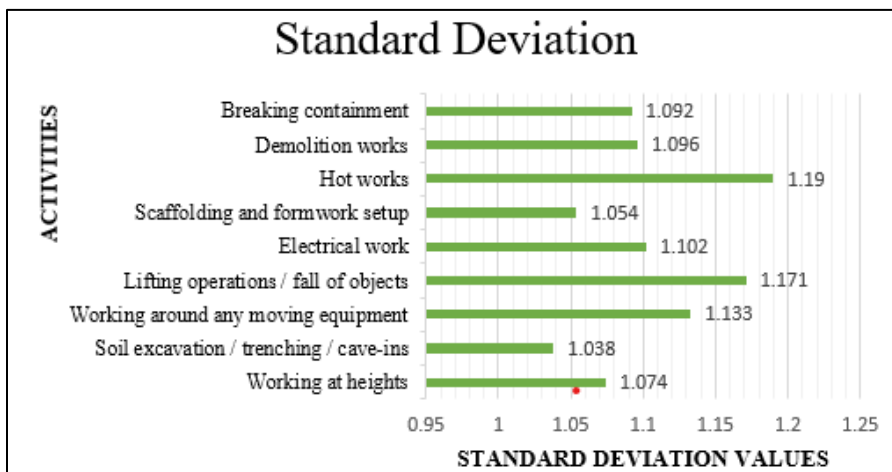 Standard Deviation
ACTIVITIES
Breaking containment 1.092
Demolition works 1.096
Hot works 1.19
Scaffolding and formwork setup 1.054
Electrical work 1.102
Lifting operations / fall of objects 1.171
Working around any moving equipment 1.133
Soil excavation / trenching / cave-ins 1.038
Working at heights 1.074
0.95 1 1.05 1.1 1.15 1.2 1.25
STANDARD DEVIATION VALUES